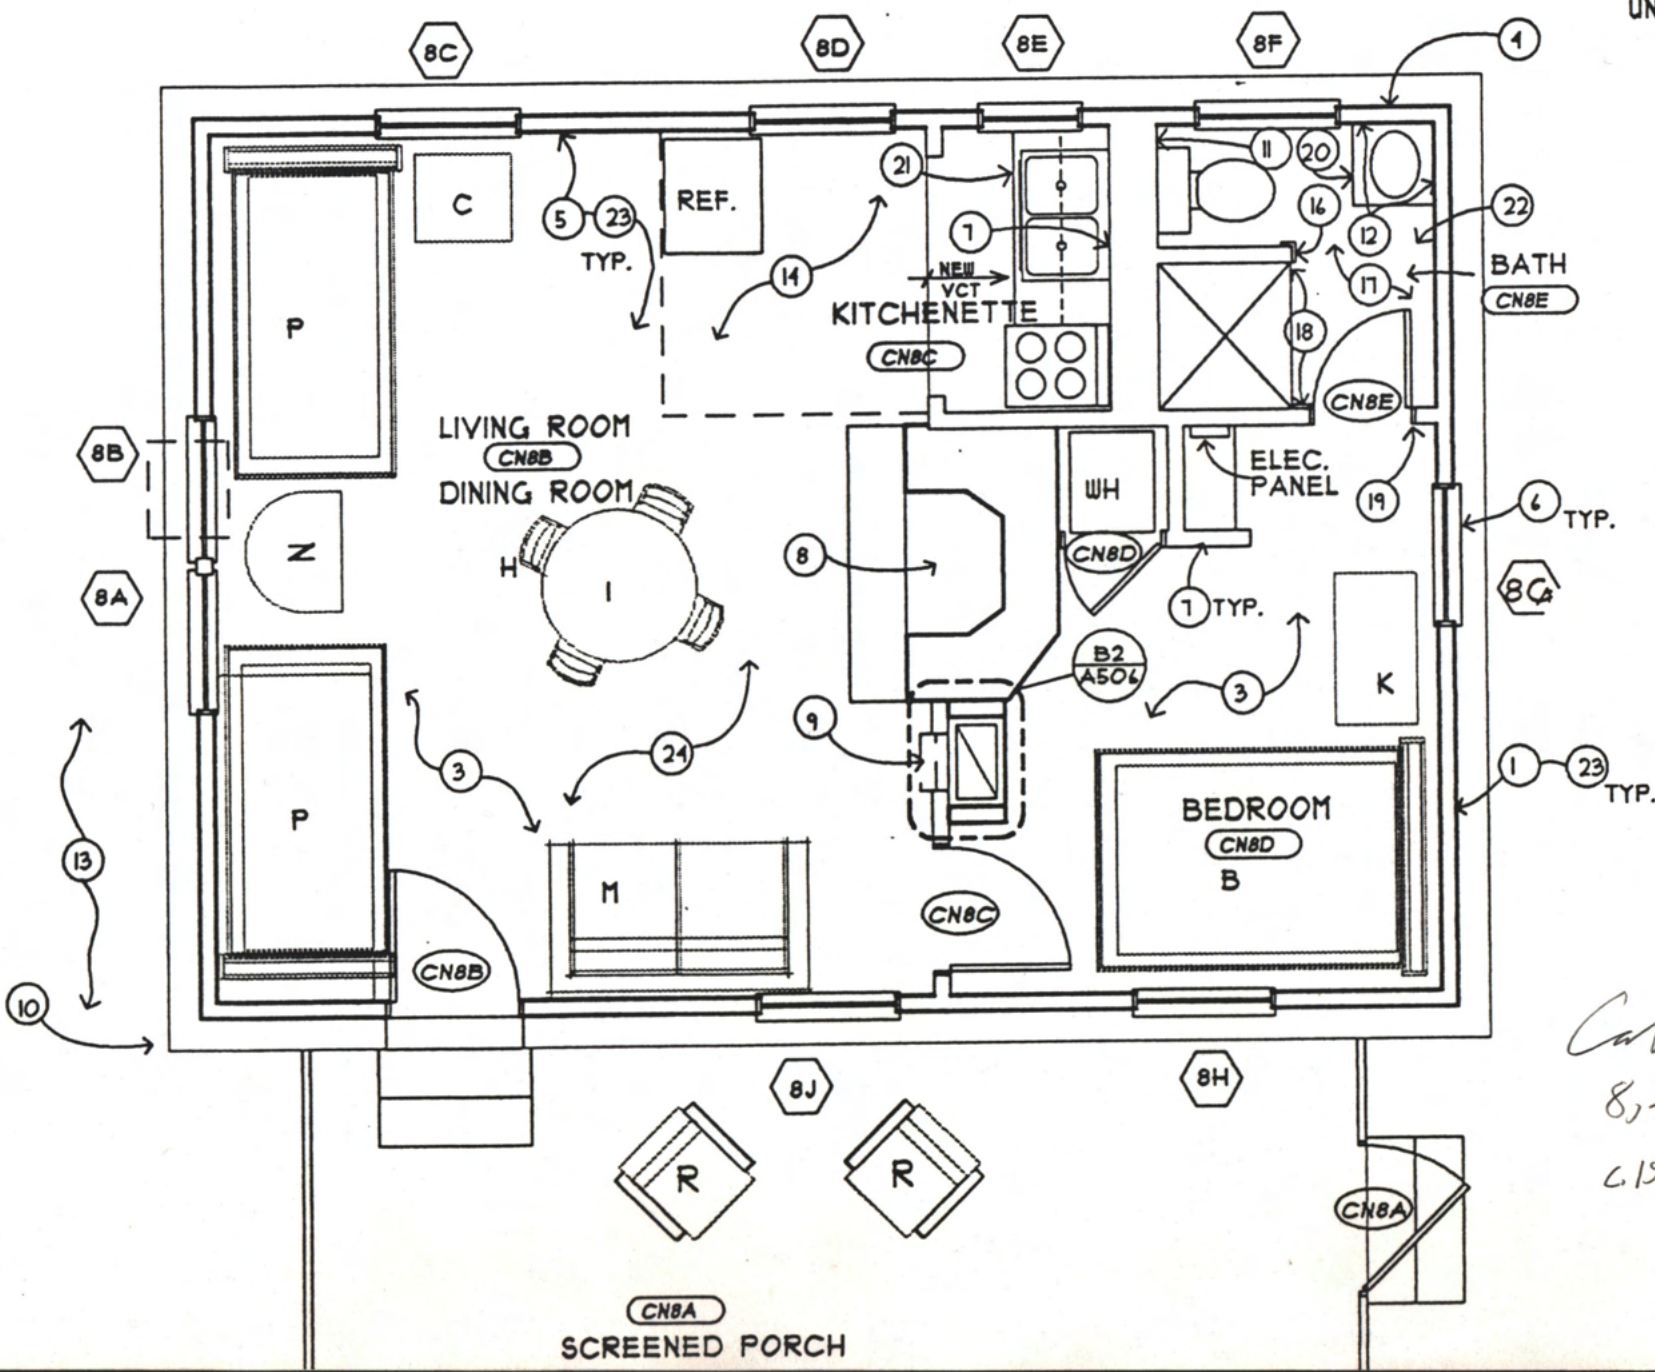 UN
8C
8D
8E
8F
4
C
REF.
5 23
TYP.
21
11
20
16
12
22
P
14
7
NEW
VCT
KITCHENETTE
CN8C
17
BATH
CN8E
18
LIVING ROOM
CN8B
DINING ROOM
8B
CN8E
ELEC.
PANEL
WH
19
6 TYP.
Z
H
1
8
CN8D
8A
7 TYP.
B2
A506
K
3
9
24
3
1 23
TYP.
P
BEDROOM
CN8D
B
13
M
CN8C
CN8B
10
8J
8H
R
R
CN8A
CN8A
SCREENED PORCH